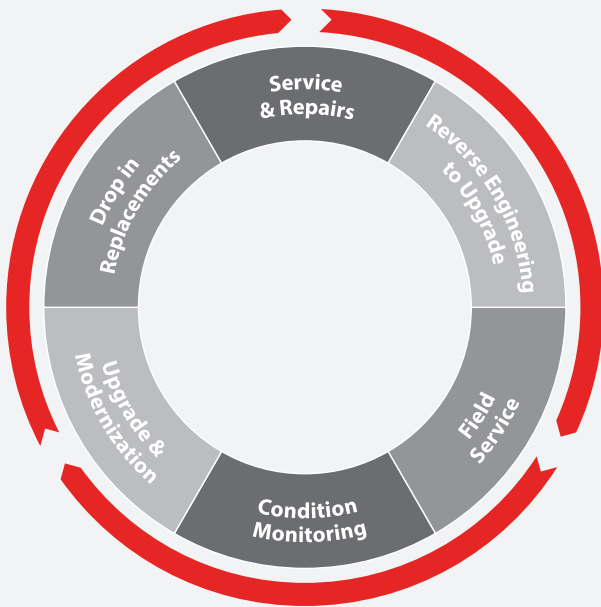 Service
& Repairs
Reverse Engineering
to Upgrade
Field
Service
Condition
Monitoring
Upgrade &
Modernization
Drop in
Replacements